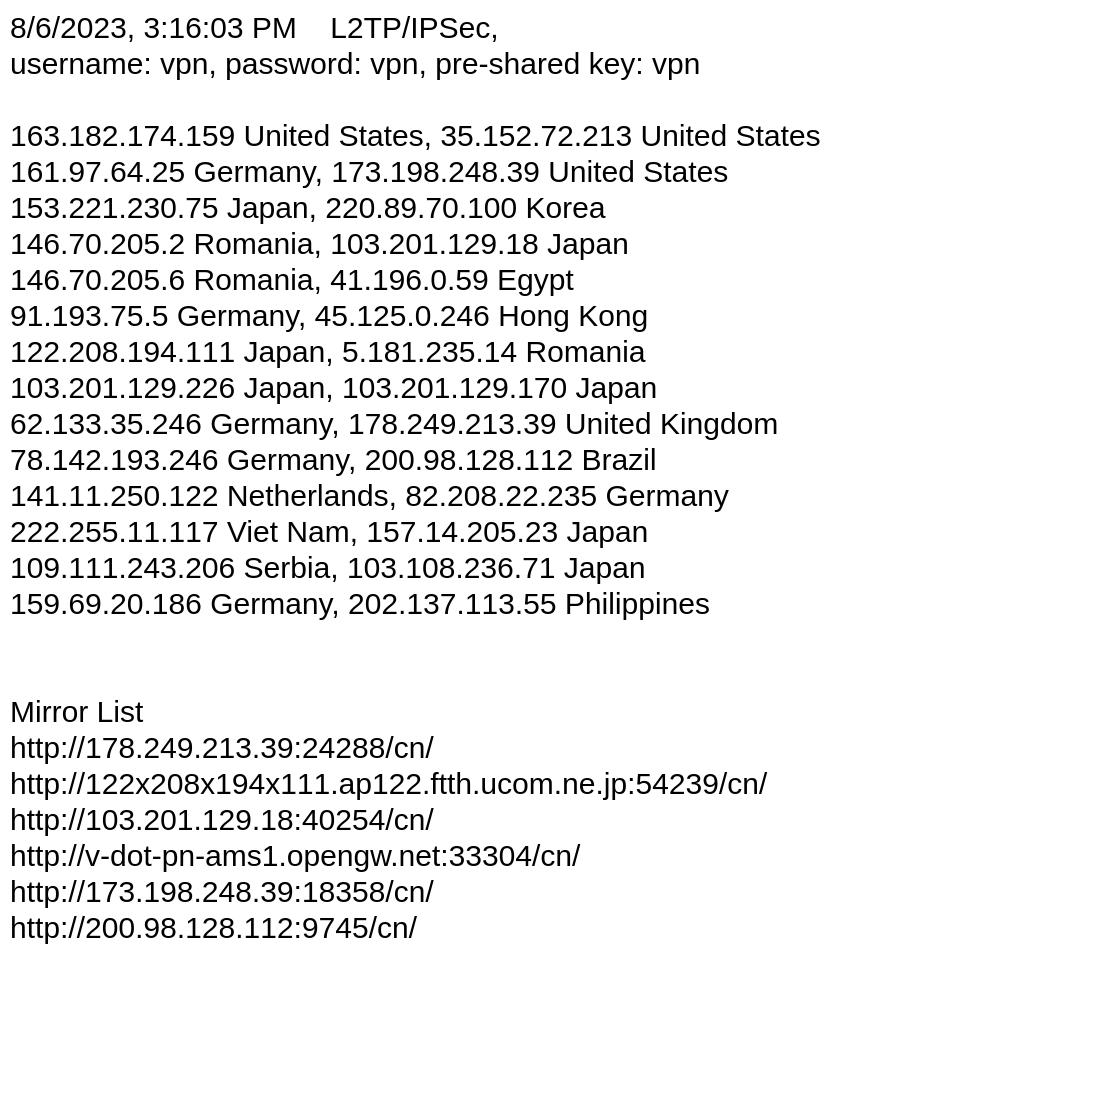 8/6/2023, 3:16:03 PM    L2TP/IPSec,
username: vpn, password: vpn, pre-shared key: vpn
163.182.174.159 United States, 35.152.72.213 United States
161.97.64.25 Germany, 173.198.248.39 United States
153.221.230.75 Japan, 220.89.70.100 Korea
146.70.205.2 Romania, 103.201.129.18 Japan
146.70.205.6 Romania, 41.196.0.59 Egypt
91.193.75.5 Germany, 45.125.0.246 Hong Kong
122.208.194.111 Japan, 5.181.235.14 Romania
103.201.129.226 Japan, 103.201.129.170 Japan
62.133.35.246 Germany, 178.249.213.39 United Kingdom
78.142.193.246 Germany, 200.98.128.112 Brazil
141.11.250.122 Netherlands, 82.208.22.235 Germany
222.255.11.117 Viet Nam, 157.14.205.23 Japan
109.111.243.206 Serbia, 103.108.236.71 Japan
159.69.20.186 Germany, 202.137.113.55 Philippines
Mirror List
http://178.249.213.39:24288/cn/
http://122x208x194x111.ap122.ftth.ucom.ne.jp:54239/cn/
http://103.201.129.18:40254/cn/
http://v-dot-pn-ams1.opengw.net:33304/cn/
http://173.198.248.39:18358/cn/
http://200.98.128.112:9745/cn/